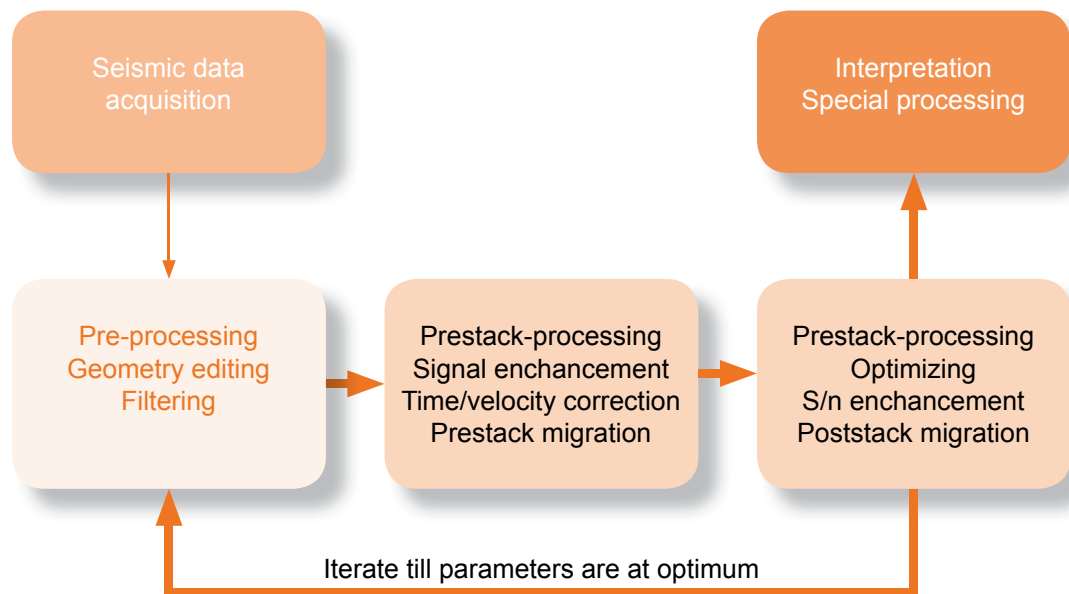 Seismic data
acquisition
Interpretation
Special processing
Pre-processing
Geometry editing
Filtering
Prestack-processing
Signal enchancement
Time/velocity correction
Prestack migration
Prestack-processing
Optimizing
S/n enchancement
Poststack migration
Iterate till parameters are at optimum